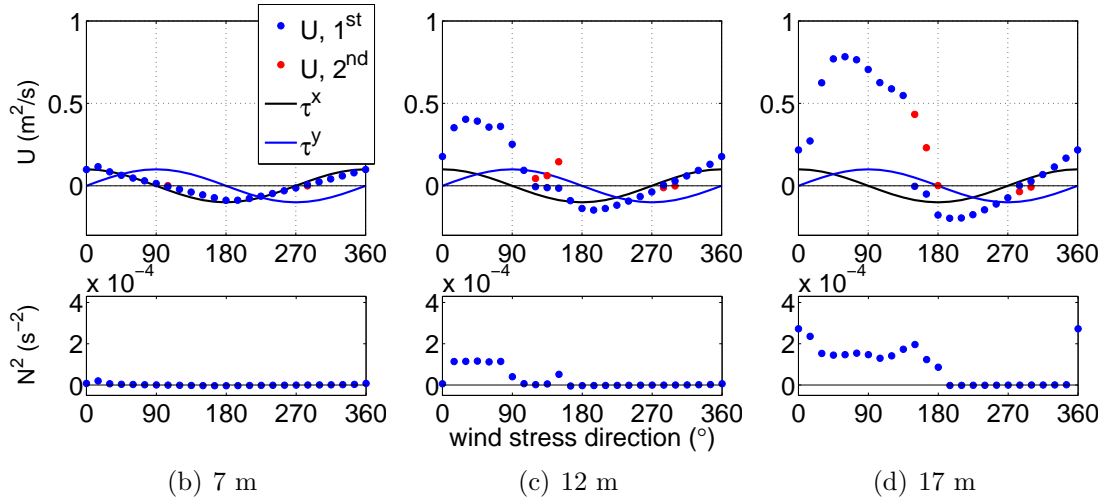 1
0.5
0
U (m²/s)
U, 1ˢᵗ
U, 2ⁿᵈ
τˣ
τʸ
0 90 180 270 360
1
0.5
0
0 90 180 270 360
1
0.5
0
0 90 180 270 360
x 10⁻⁴
4
2
0
N² (s⁻²)
0 90 180 270 360
x 10⁻⁴
4
2
0
0 90 180 270 360
x 10⁻⁴
4
2
0
0 90 180 270 360
wind stress direction (°)
(b) 7 m
(c) 12 m
(d) 17 m